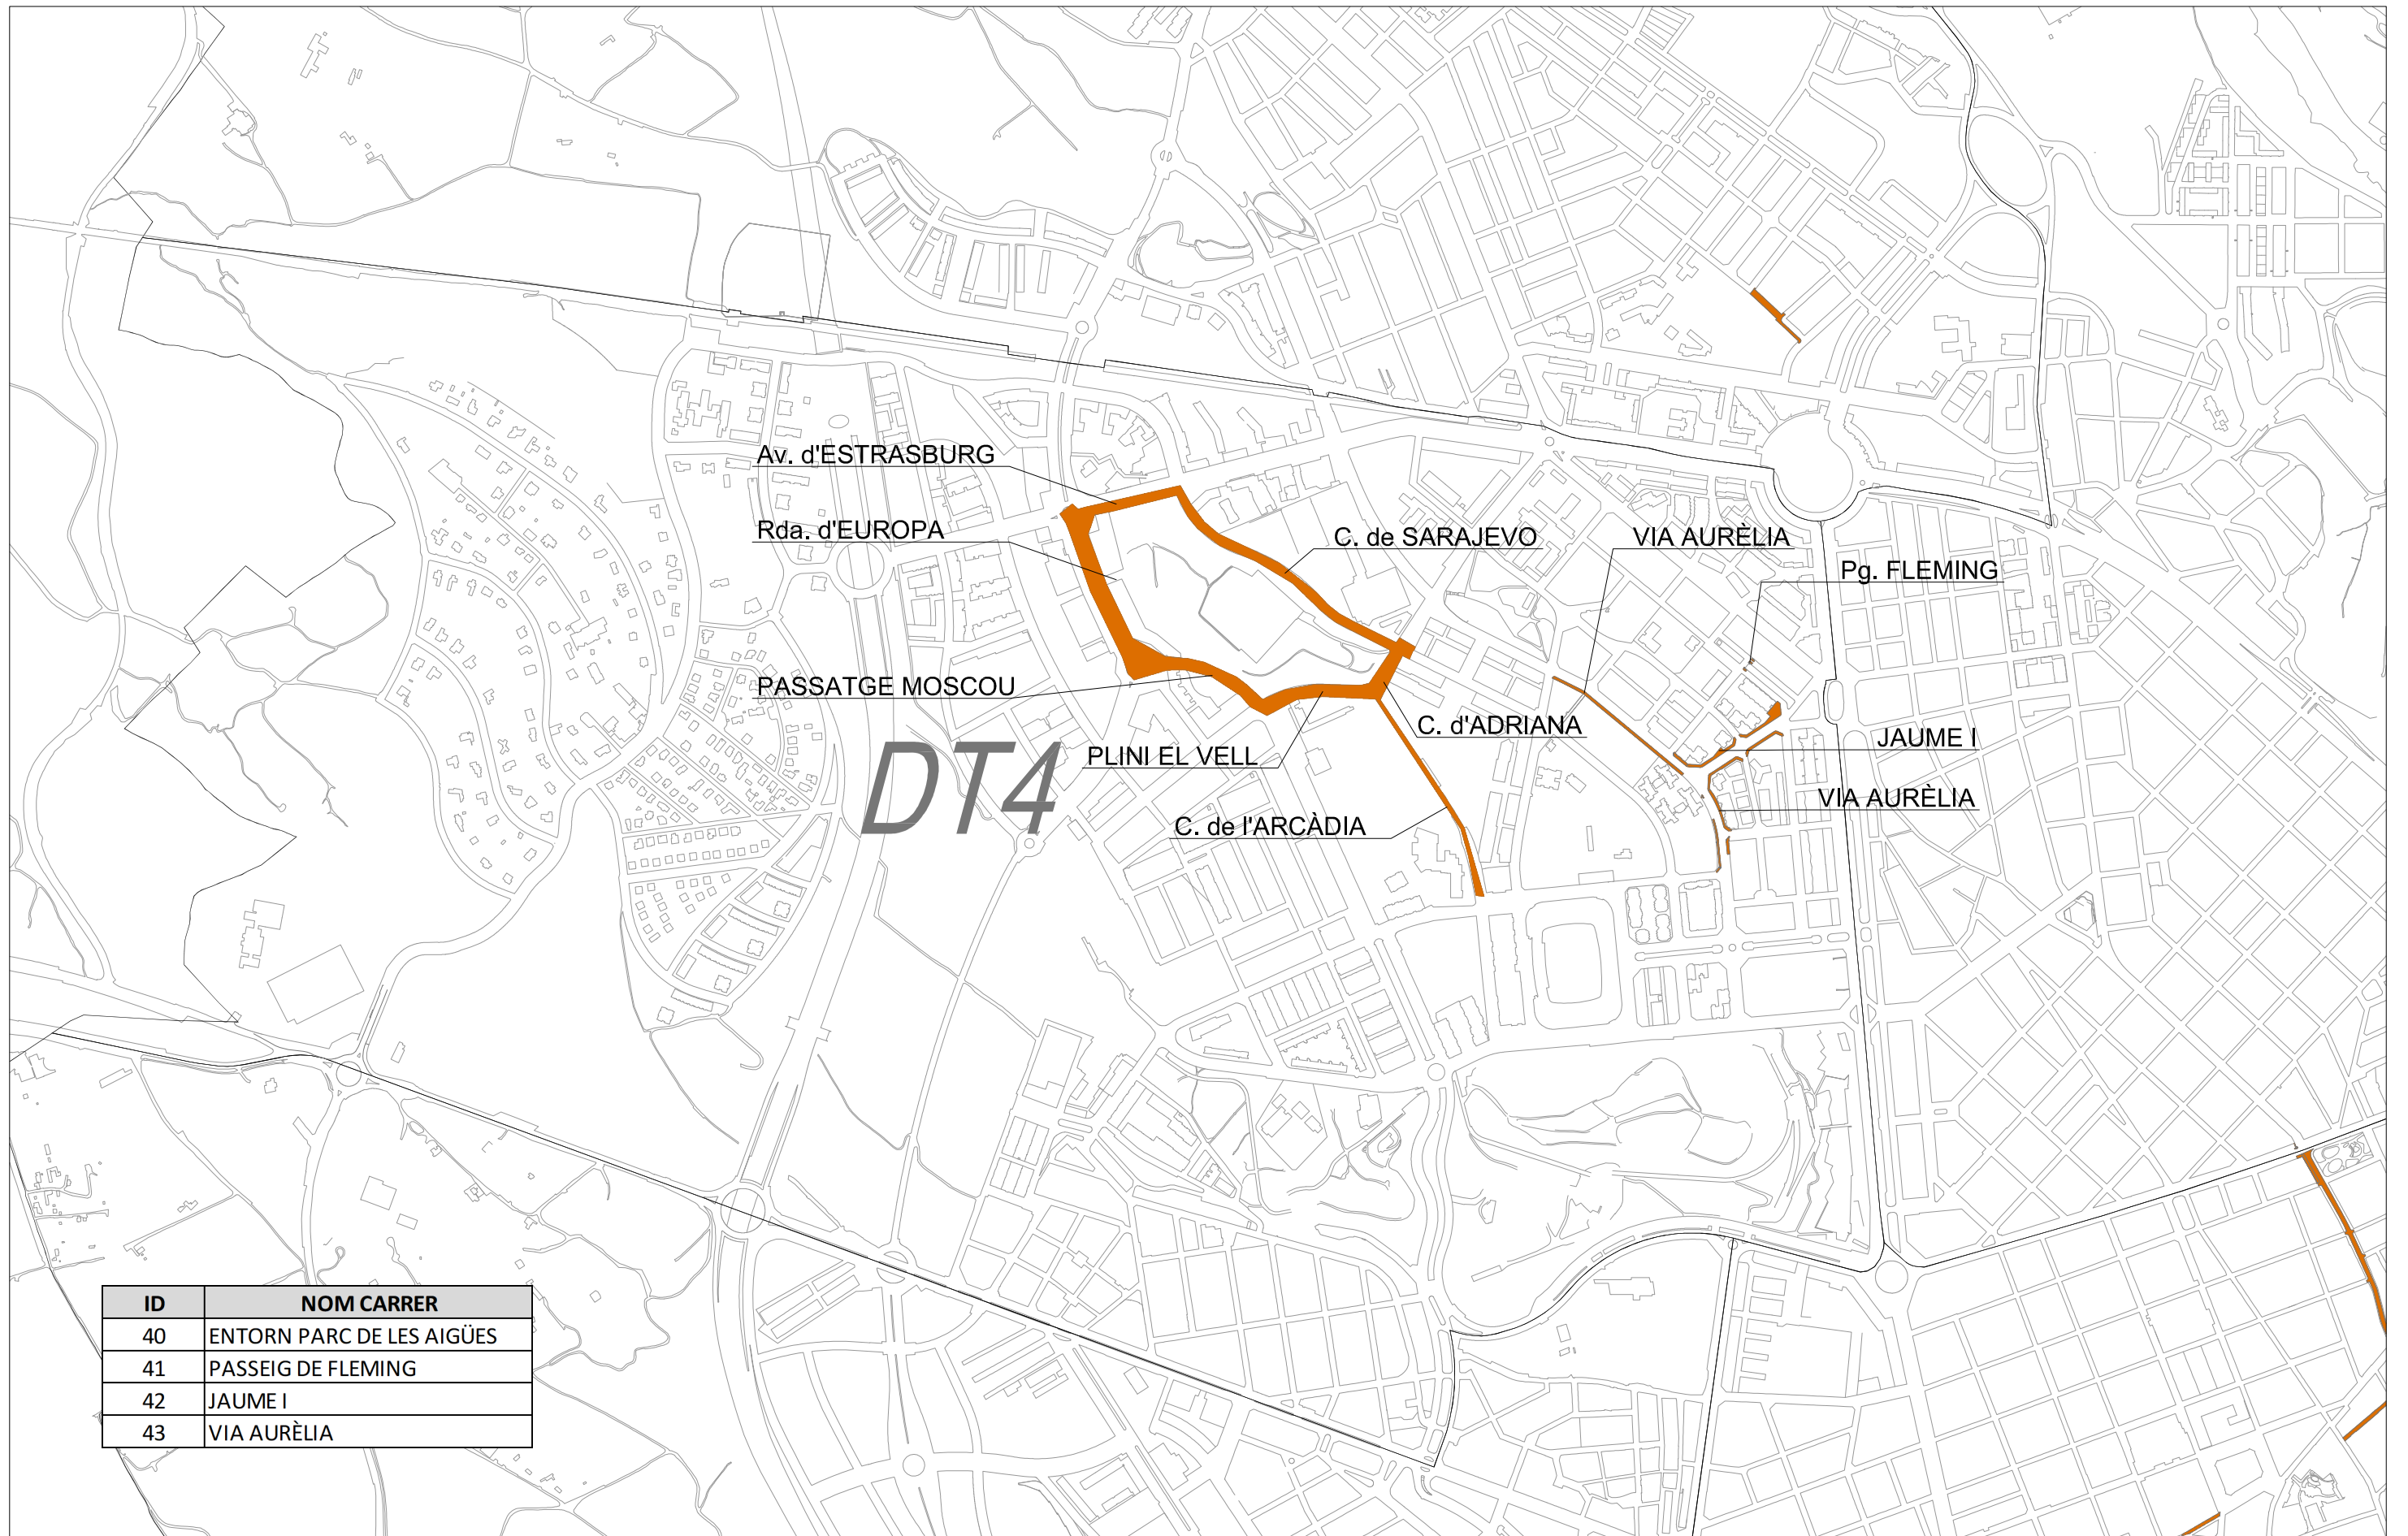 Av. d'ESTRASBURG
Rda. d'EUROPA
C. de SARAJEVO
VIA AURÈLIA
Pg. FLEMING
PASSATGE MOSCOU
C. d'ADRIANA
JAUME I
PLINI EL VELL
DT4
VIA AURÈLIA
C. de l'ARCÀDIA
ID NOM CARRER
40 ENTORN PARC DE LES AIGÜES
41 PASSEIG DE FLEMING
42 JAUME I
43 VIA AURÈLIA